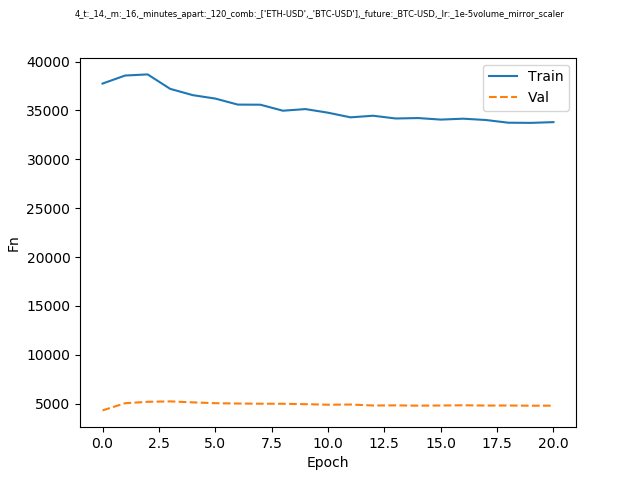 4_t:_14,_m:_16,_minutes_apart:_120_comb:_['ETH-USD',_'BTC-USD'],_future:_BTC-USD,_lr:_1e-5volume_mirror_scaler
40000
35000
30000
25000
20000
15000
10000
5000
Fn
Train
Val
0.0 2.5 5.0 7.5 10.0 12.5 15.0 17.5 20.0
Epoch